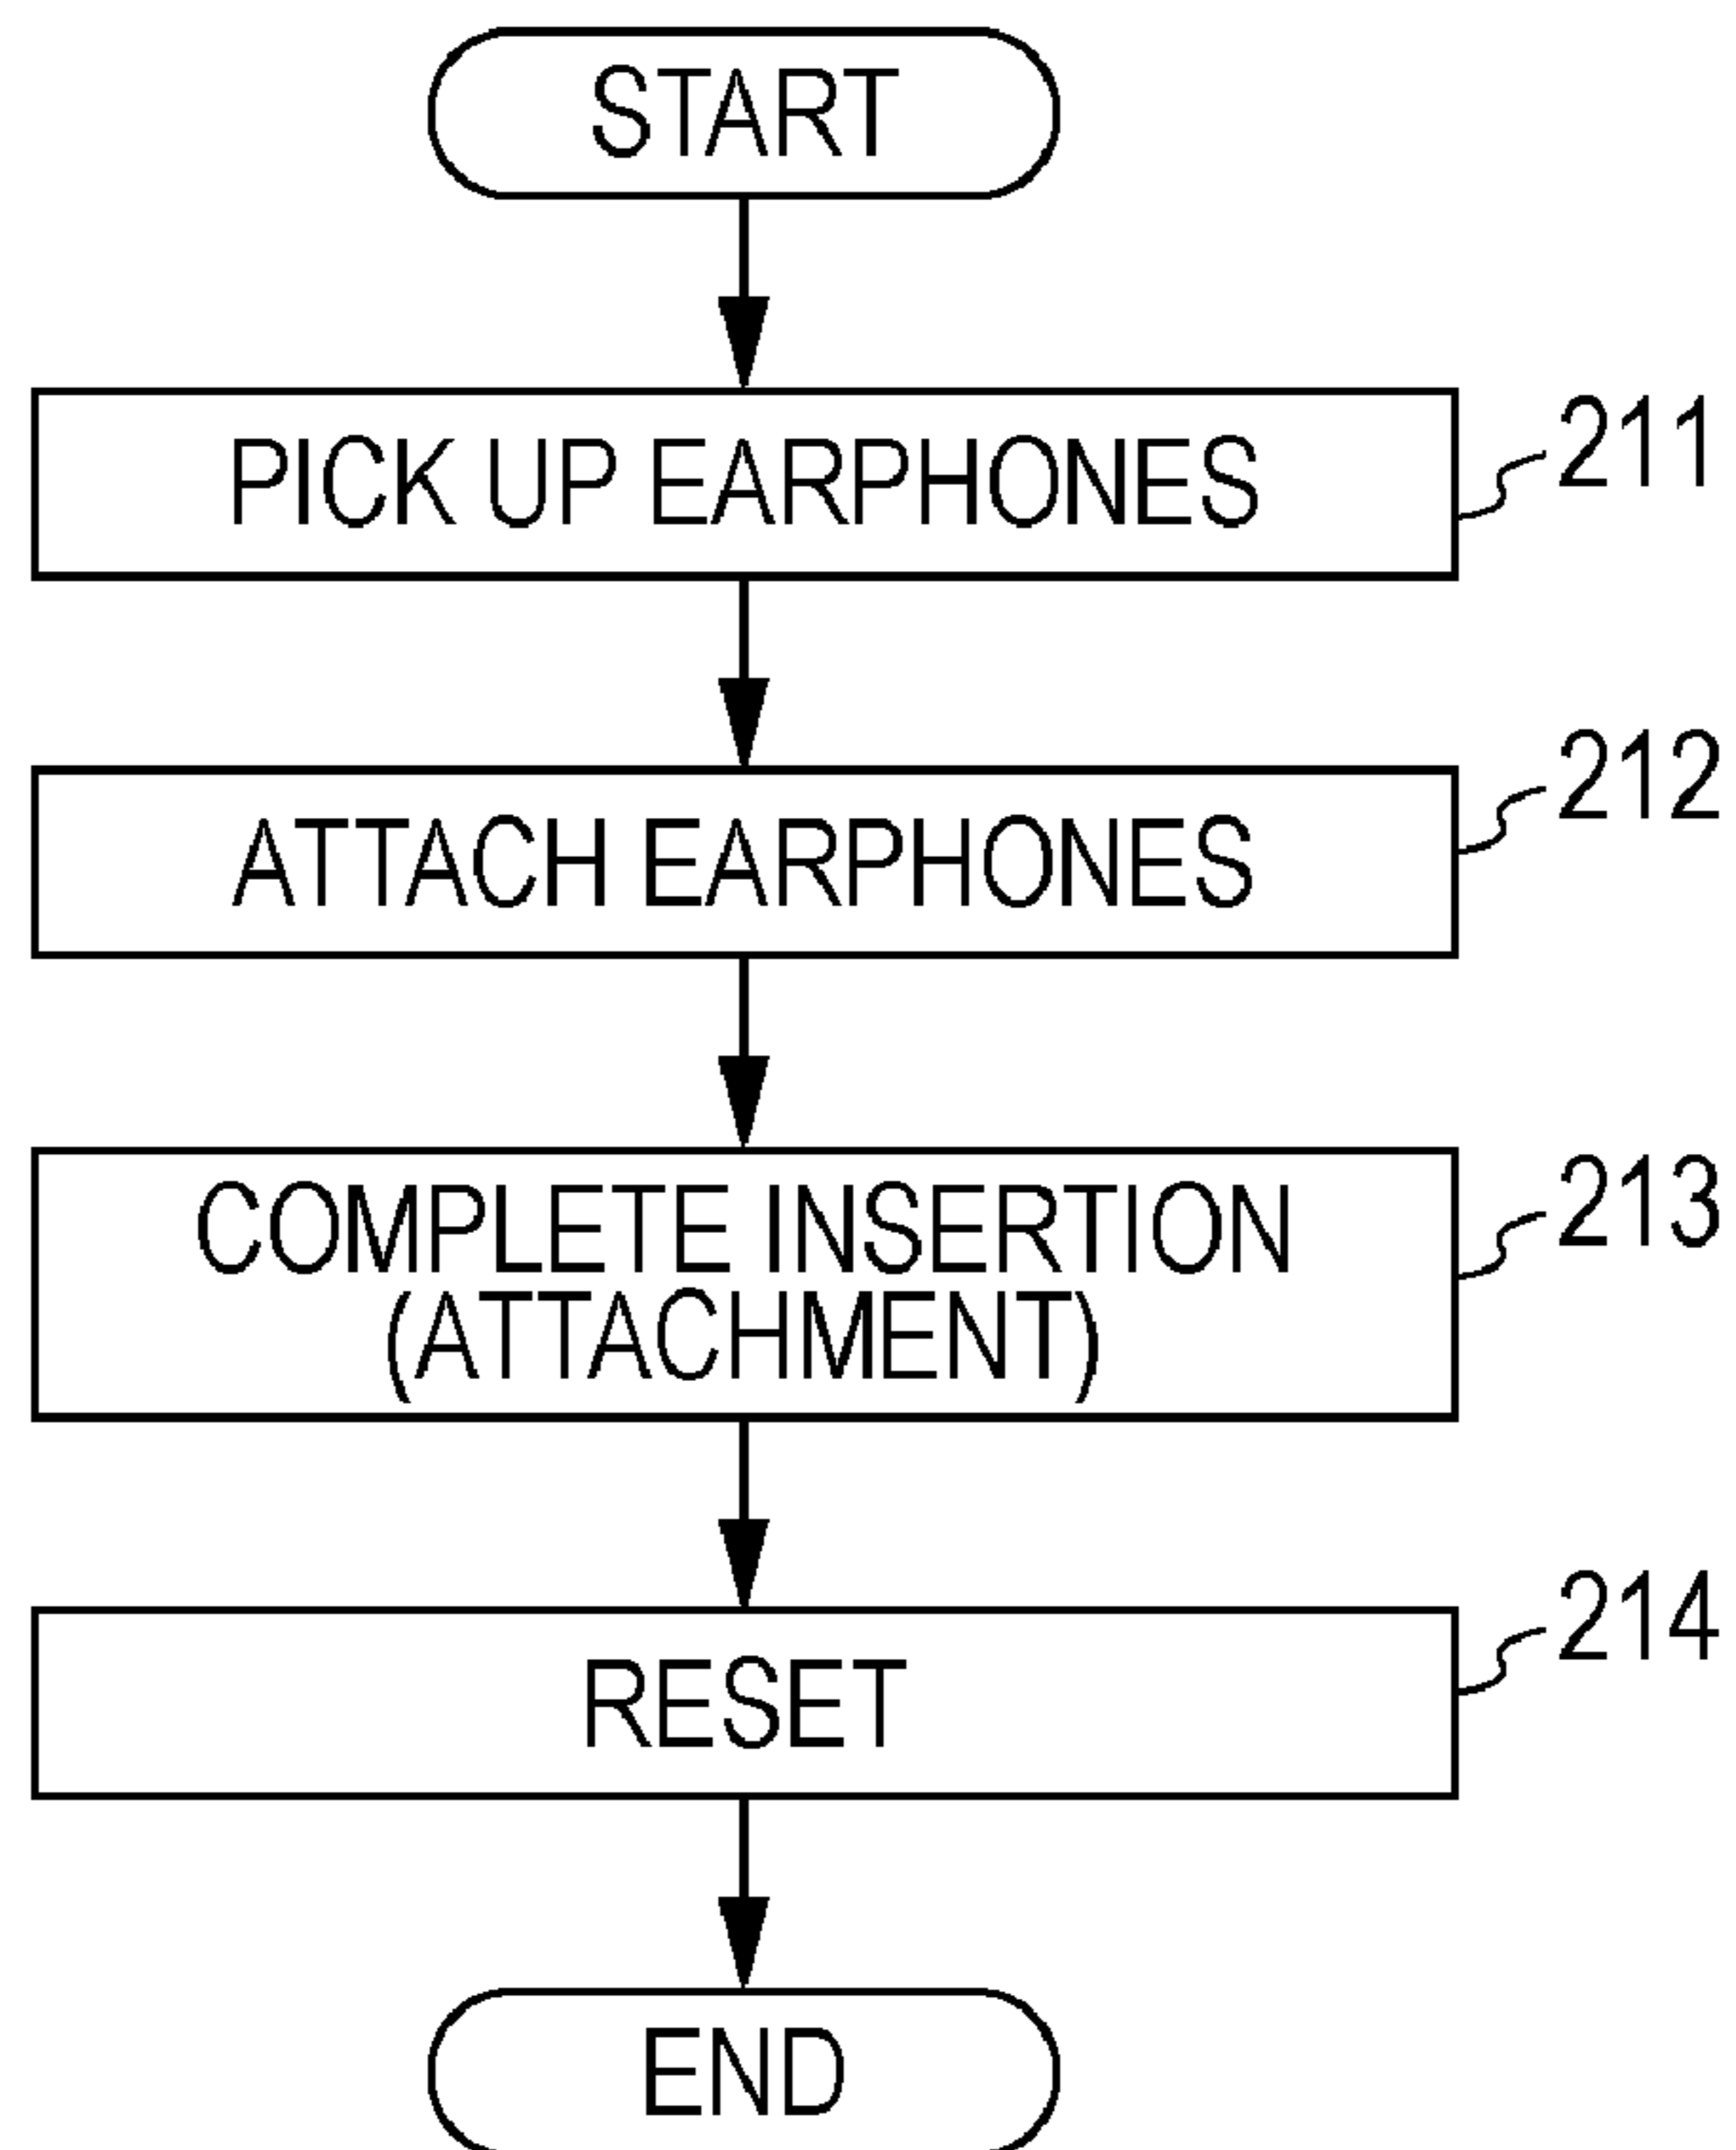 START
PICK UP EARPHONES
211
ATTACH EARPHONES
212
COMPLETE INSERTION
(ATTACHMENT)
213
RESET
214
END